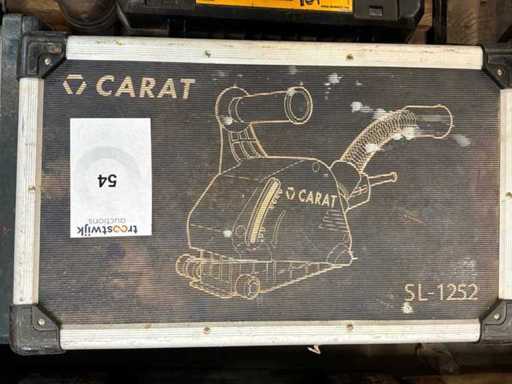 CARAT
54
troostwijk
auctions
CARAT
SL-1252